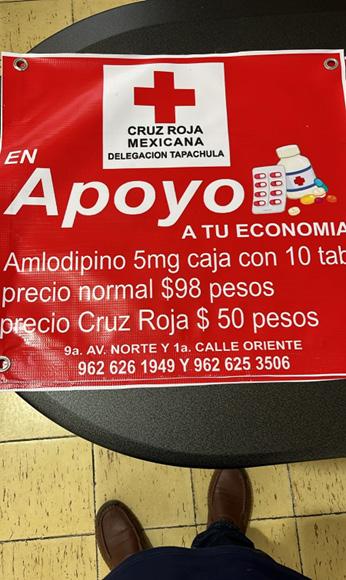 CRUZ ROJA
MEXICANA
DELEGACION TAPACHULA
EN
Apoyo
A TU ECONOMIA
Amlodipino 5mg caja con 10 tab
precio normal $98 pesos
precio Cruz Roja $ 50 pesos
9a. AV. NORTE Y 1a. CALLE ORIENTE
962 626 1949 Y 962 625 3506